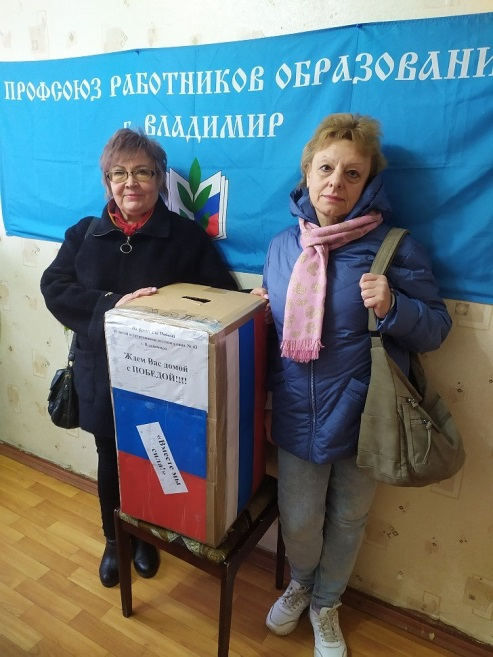 ПРОФСОЮЗ РАБОТНИКОВ ОБРАЗОВАНИ
г. ВЛАДИМИР
Ждем Вас домой
с ПОБЕДОЙ!!!!
«Вместе мы
сила!»